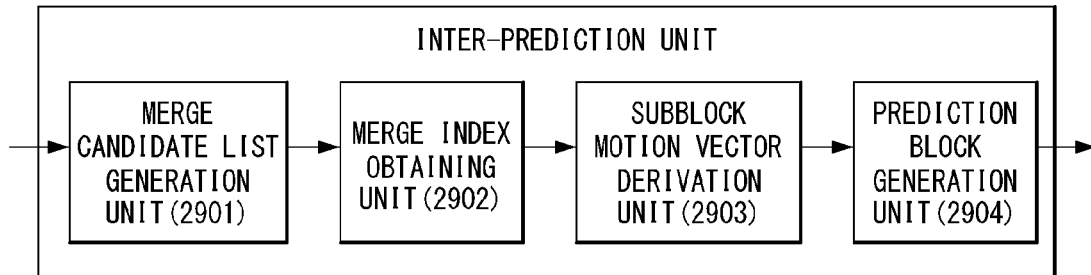 INTER-PREDICTION UNIT
MERGE
CANDIDATE LIST
GENERATION
UNIT(2901)
MERGE INDEX
OBTAINING
UNIT(2902)
SUBBLOCK
MOTION VECTOR
DERIVATION
UNIT(2903)
PREDICTION
BLOCK
GENERATION
UNIT(2904)